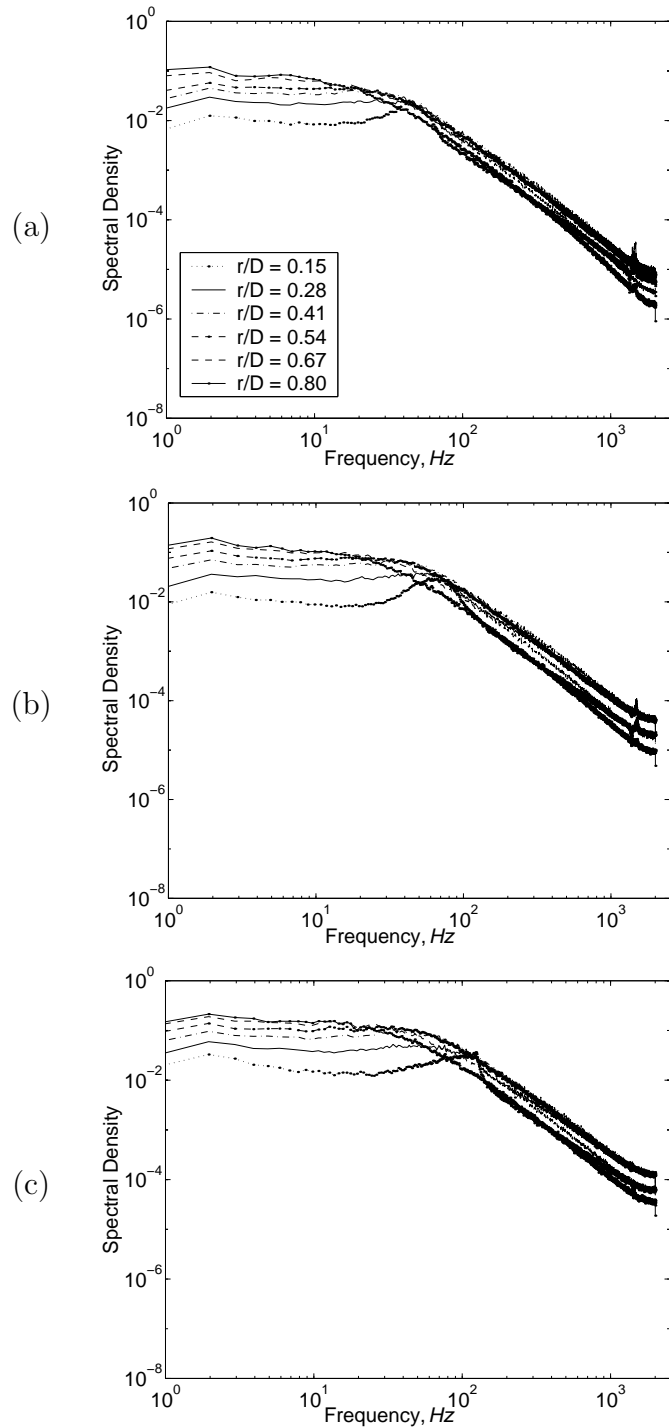 (a)
Spectral Density
10^0
10^-2
10^-4
10^-6
10^-8
r/D = 0.15
r/D = 0.28
r/D = 0.41
r/D = 0.54
r/D = 0.67
r/D = 0.80
10^0 10^1 10^2 10^3
Frequency, Hz
(b)
Spectral Density
10^0
10^-2
10^-4
10^-6
10^-8
10^0 10^1 10^2 10^3
Frequency, Hz
(c)
Spectral Density
10^0
10^-2
10^-4
10^-6
10^-8
10^0 10^1 10^2 10^3
Frequency, Hz